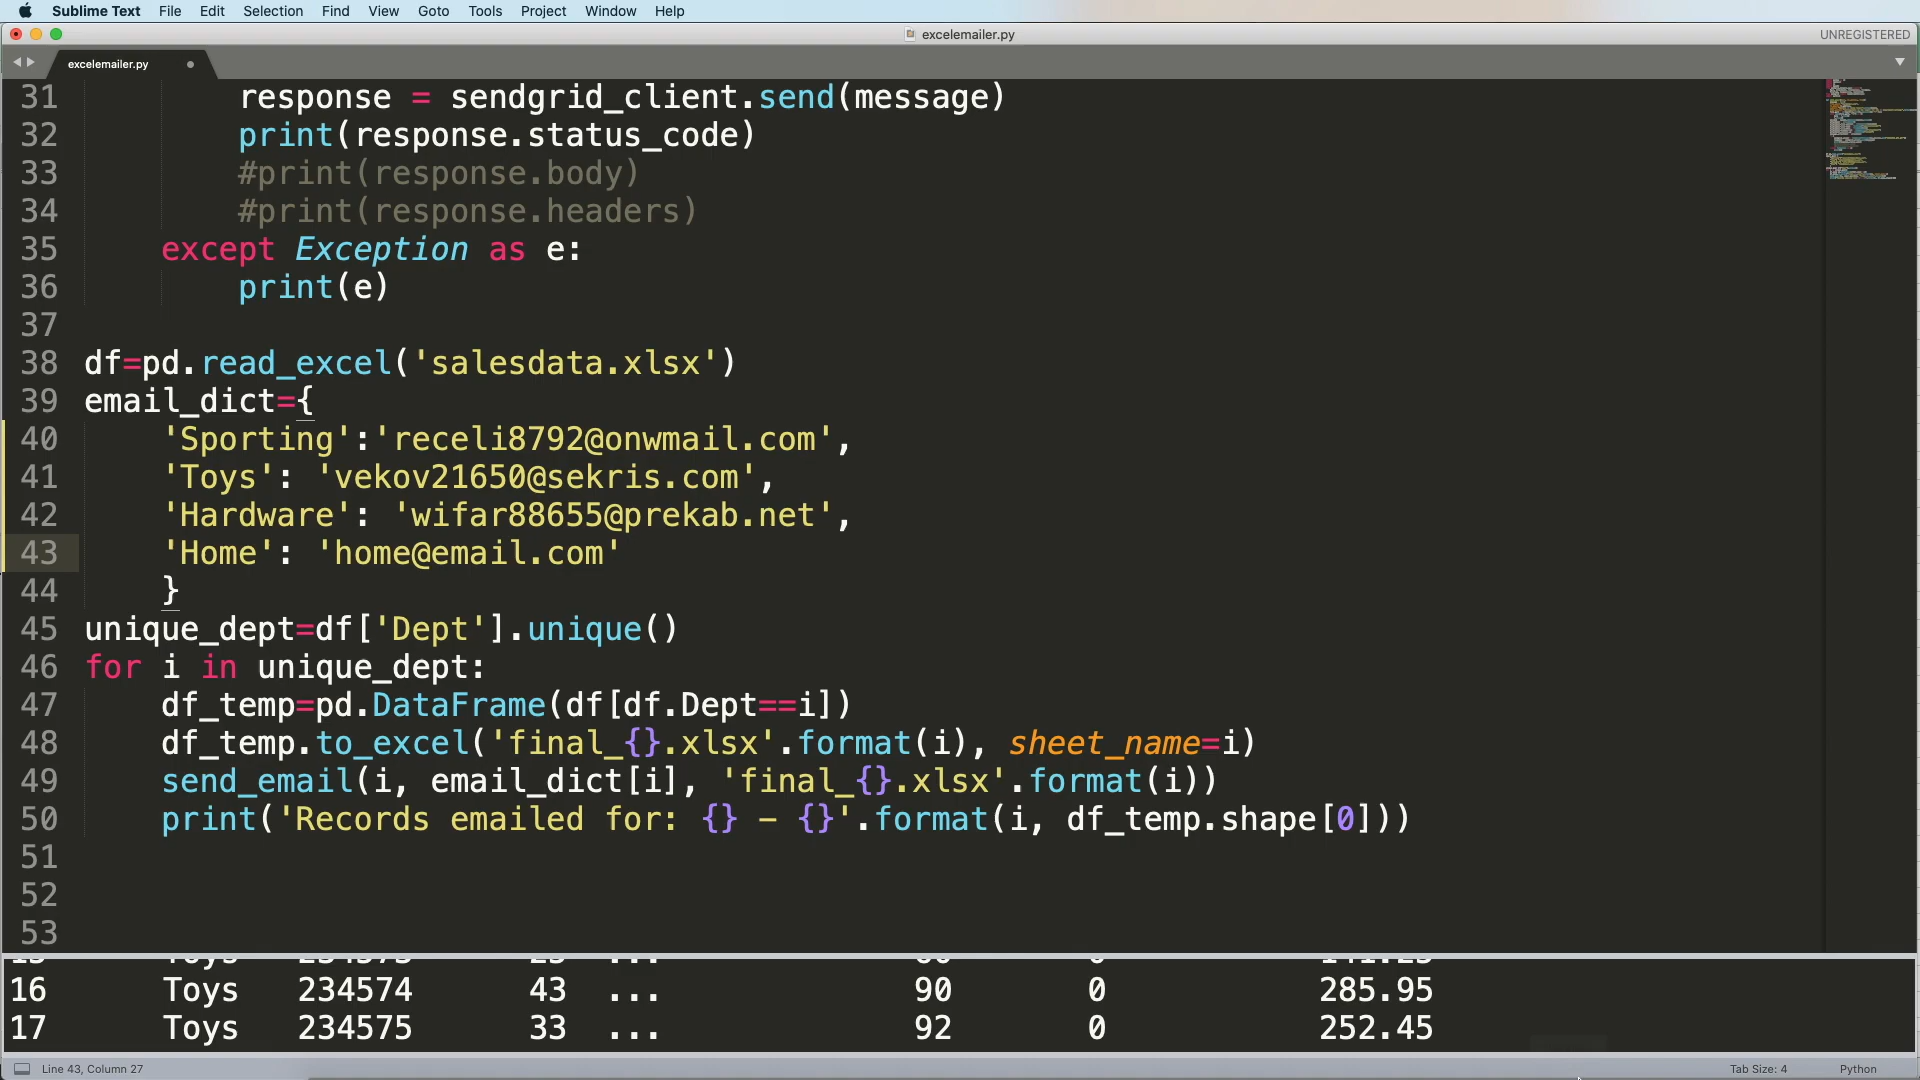 Sublime Text File Edit Selection Find View Goto Tools Project Window Help
excelemailer.py UNREGISTERED
excelemailer.py
31 response = sendgrid_client.send(message)
32 print(response.status_code)
33 #print(response.body)
34 #print(response.headers)
35 except Exception as e:
36 print(e)
37
38 df=pd.read_excel('salesdata.xlsx')
39 email_dict={
40 'Sporting':'receli8792@onwmail.com',
41 'Toys': 'vekov21650@sekris.com',
42 'Hardware': 'wifar88655@prekab.net',
43 'Home': 'home@email.com'
44 }
45 unique_dept=df['Dept'].unique()
46 for i in unique_dept:
47 df_temp=pd.DataFrame(df[df.Dept==i])
48 df_temp.to_excel('final_{}.xlsx'.format(i), sheet_name=i)
49 send_email(i, email_dict[i], 'final_{}.xlsx'.format(i))
50 print('Records emailed for: {} – {}'.format(i, df_temp.shape[0]))
51
52
53
16 Toys 234574 43 ... 90 0 285.95
17 Toys 234575 33 ... 92 0 252.45
Line 43, Column 27 Tab Size: 4 Python